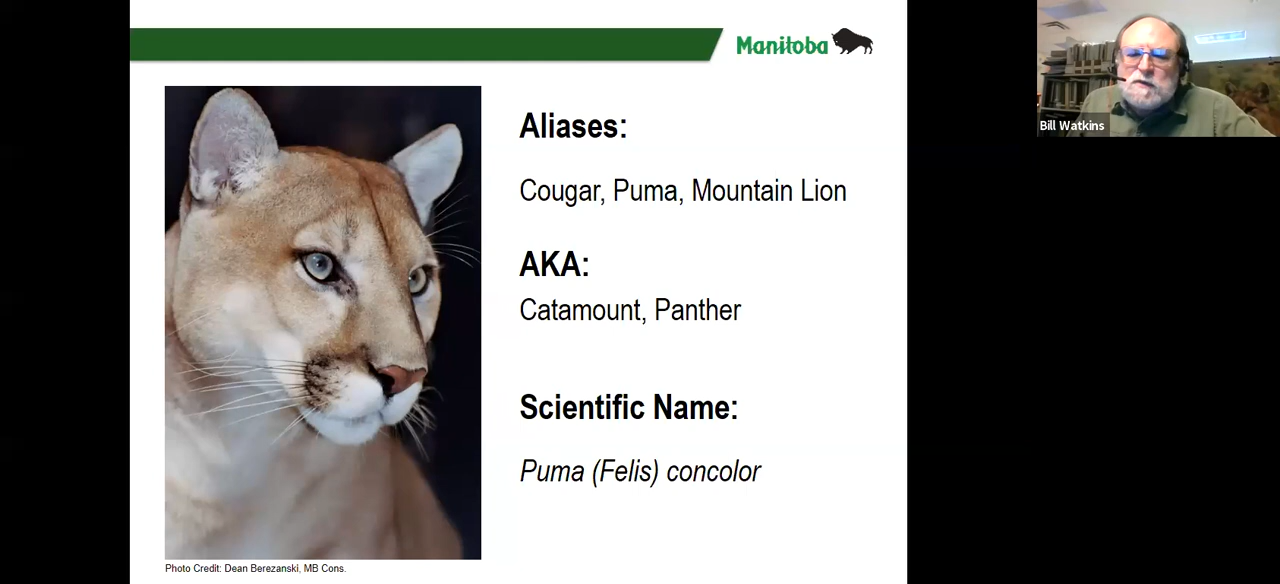 Manitoba
Bill Watkins
Aliases:
Cougar, Puma, Mountain Lion
AKA:
Catamount, Panther
Scientific Name:
Puma (Felis) concolor
Photo Credit: Dean Berezanski, MB Cons.